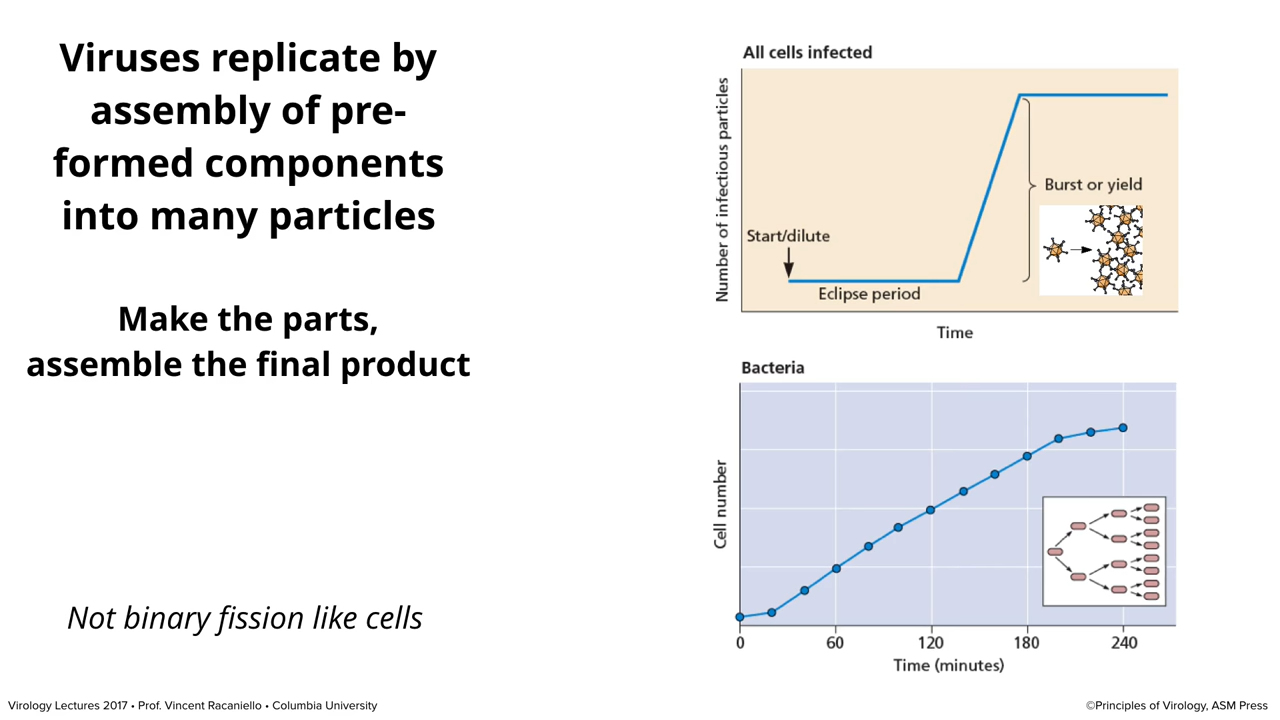 Viruses replicate by
assembly of pre-
formed components
into many particles
Make the parts,
assemble the final product
Not binary fission like cells
All cells infected
Number of infectious particles
Start/dilute
Eclipse period
Burst or yield
Time
Bacteria
Cell number
0 60 120 180 240
Time (minutes)
Virology Lectures 2017 • Prof. Vincent Racaniello • Columbia University
©Principles of Virology, ASM Press